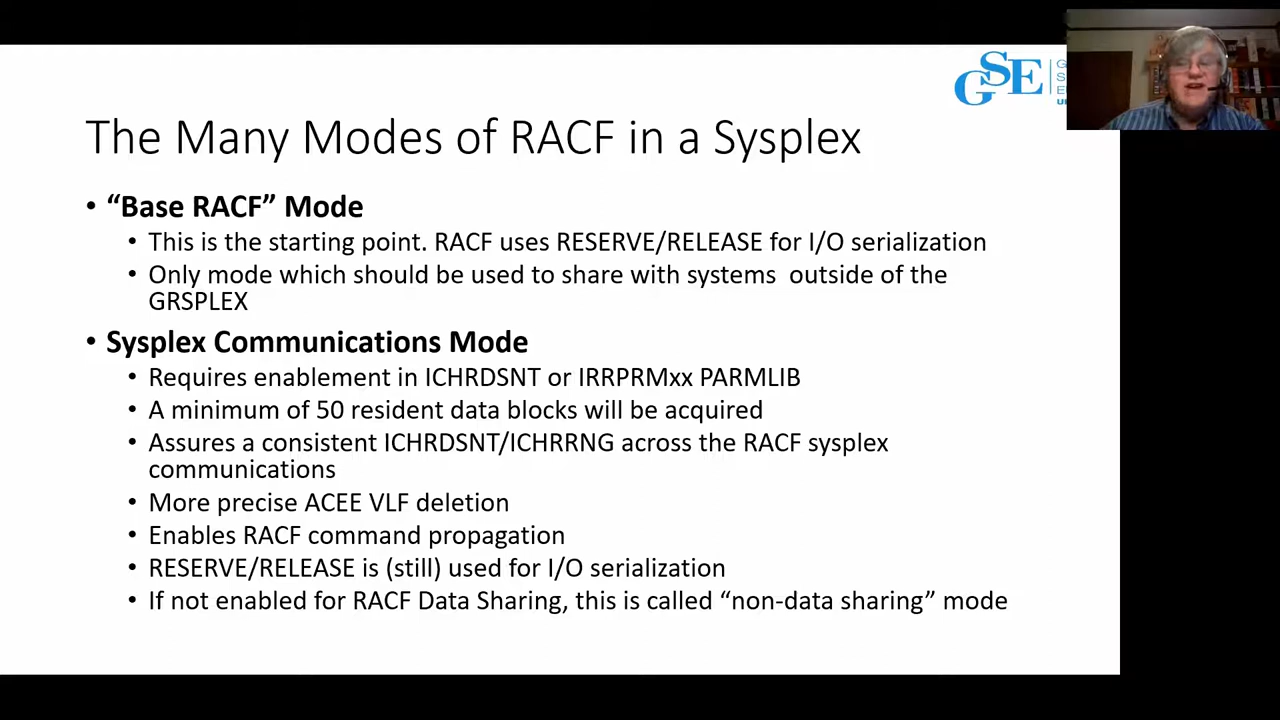 GSE
G
S
E
U
The Many Modes of RACF in a Sysplex
• “Base RACF” Mode
• This is the starting point. RACF uses RESERVE/RELEASE for I/O serialization
• Only mode which should be used to share with systems  outside of the
GRSPLEX
• Sysplex Communications Mode
• Requires enablement in ICHRDSNT or IRRPRMxx PARMLIB
• A minimum of 50 resident data blocks will be acquired
• Assures a consistent ICHRDSNT/ICHRRNG across the RACF sysplex
communications
• More precise ACEE VLF deletion
• Enables RACF command propagation
• RESERVE/RELEASE is (still) used for I/O serialization
• If not enabled for RACF Data Sharing, this is called “non-data sharing” mode